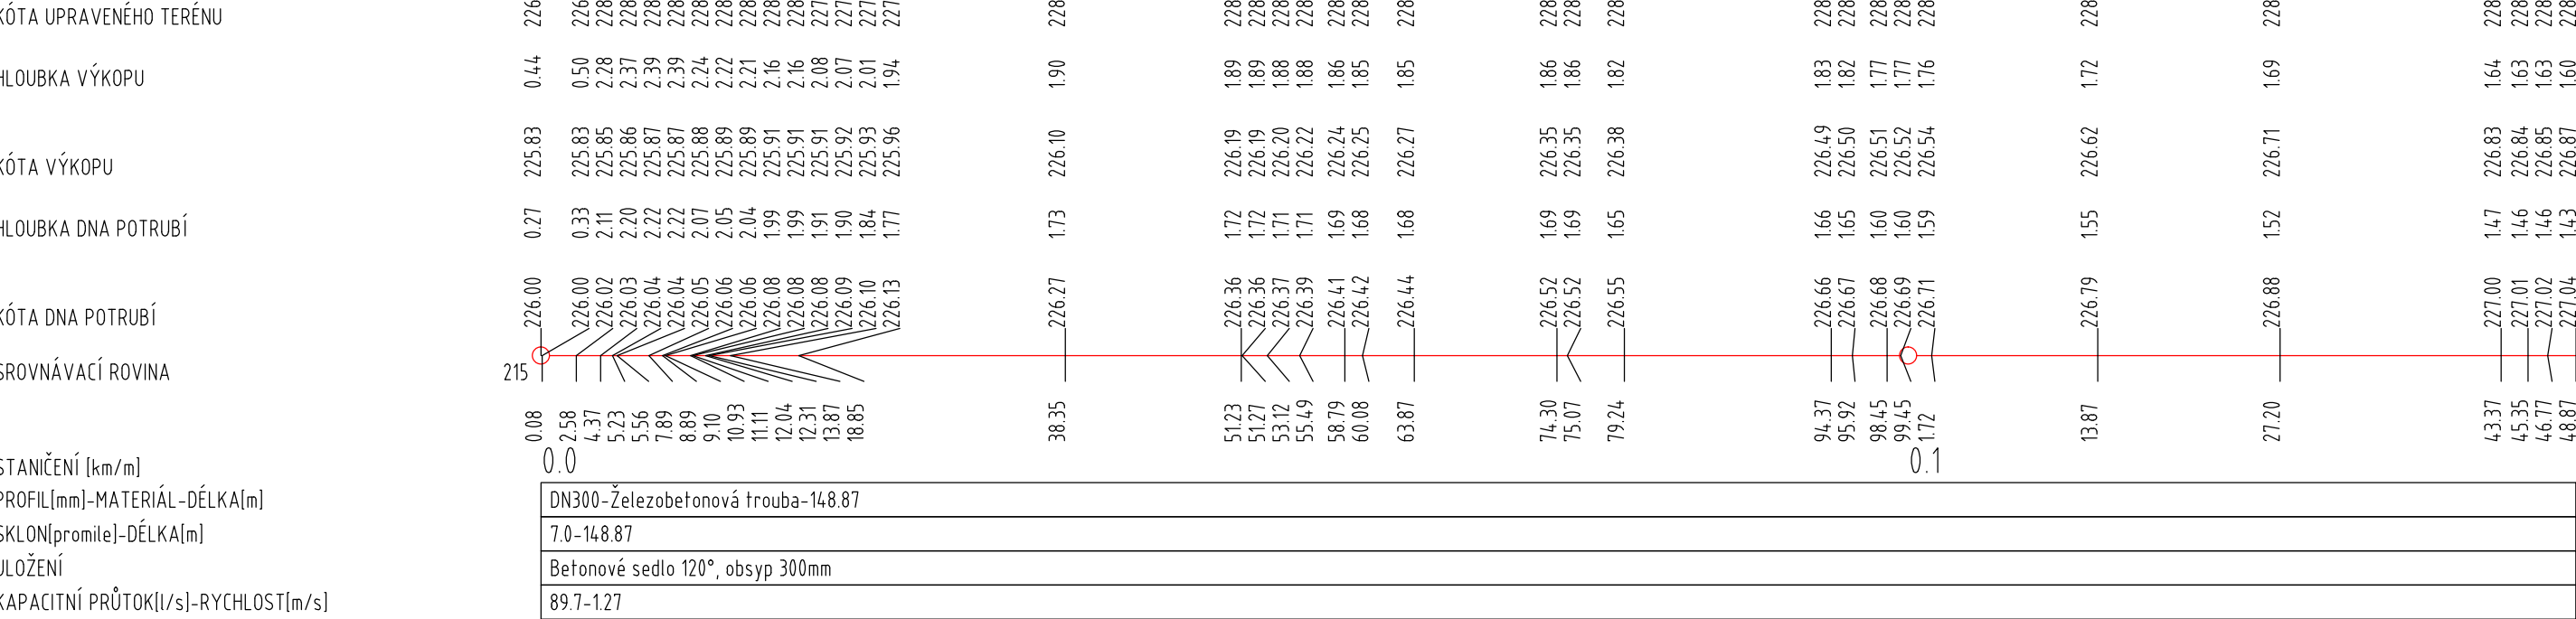 KÓTA UPRAVENÉHO TERÉNU
HLOUBKA VÝKOPU 0.44 0.50 2.28 2.37 2.39 2.39 2.24 2.22 2.21 2.16 2.16 2.08 2.07 2.01 1.94 1.90 1.89 1.89 1.88 1.88 1.86 1.85 1.85 1.86 1.86 1.82 1.83 1.82 1.77 1.77 1.76 1.72 1.69 1.64 1.63 1.63 1.60
KÓTA VÝKOPU 225.83 225.83 225.85 225.86 225.87 225.87 225.88 225.89 225.89 225.91 225.91 225.91 225.92 225.93 225.96 226.10 226.19 226.19 226.20 226.22 226.24 226.25 226.27 226.35 226.35 226.38 226.49 226.50 226.51 226.52 226.54 226.62 226.71 226.83 226.84 226.85 226.87
HLOUBKA DNA POTRUBÍ 0.27 0.33 2.11 2.20 2.22 2.22 2.07 2.05 2.04 1.99 1.99 1.91 1.90 1.84 1.77 1.73 1.72 1.72 1.71 1.71 1.69 1.68 1.68 1.69 1.69 1.65 1.66 1.65 1.60 1.60 1.59 1.55 1.52 1.47 1.46 1.46 1.43
KÓTA DNA POTRUBÍ 226.00 226.00 226.02 226.03 226.04 226.04 226.05 226.06 226.06 226.08 226.08 226.08 226.09 226.10 226.13 226.27 226.36 226.36 226.37 226.39 226.41 226.42 226.44 226.52 226.52 226.55 226.66 226.67 226.68 226.69 226.71 226.79 226.88 227.00 227.01 227.02 227.04
SROVNÁVACÍ ROVINA 215
0.08 2.58 4.37 5.23 5.56 7.89 8.89 9.10 10.93 11.11 12.04 12.31 13.87 18.85 38.35 51.23 51.27 53.12 55.49 58.79 60.08 63.87 74.30 75.07 79.24 94.37 95.92 98.45 99.45 1.72 13.87 27.20 43.37 45.35 46.77 48.87
STANIČENÍ [km/m] 0.0 0.1
PROFIL[mm]-MATERIÁL-DÉLKA[m] DN300-Železobetonová trouba-148.87
SKLON[promile]-DÉLKA[m] 7.0-148.87
ULOŽENÍ Betonové sedlo 120°, obsyp 300mm
KAPACITNÍ PRŮTOK[l/s]-RYCHLOST[m/s] 89.7-1.27